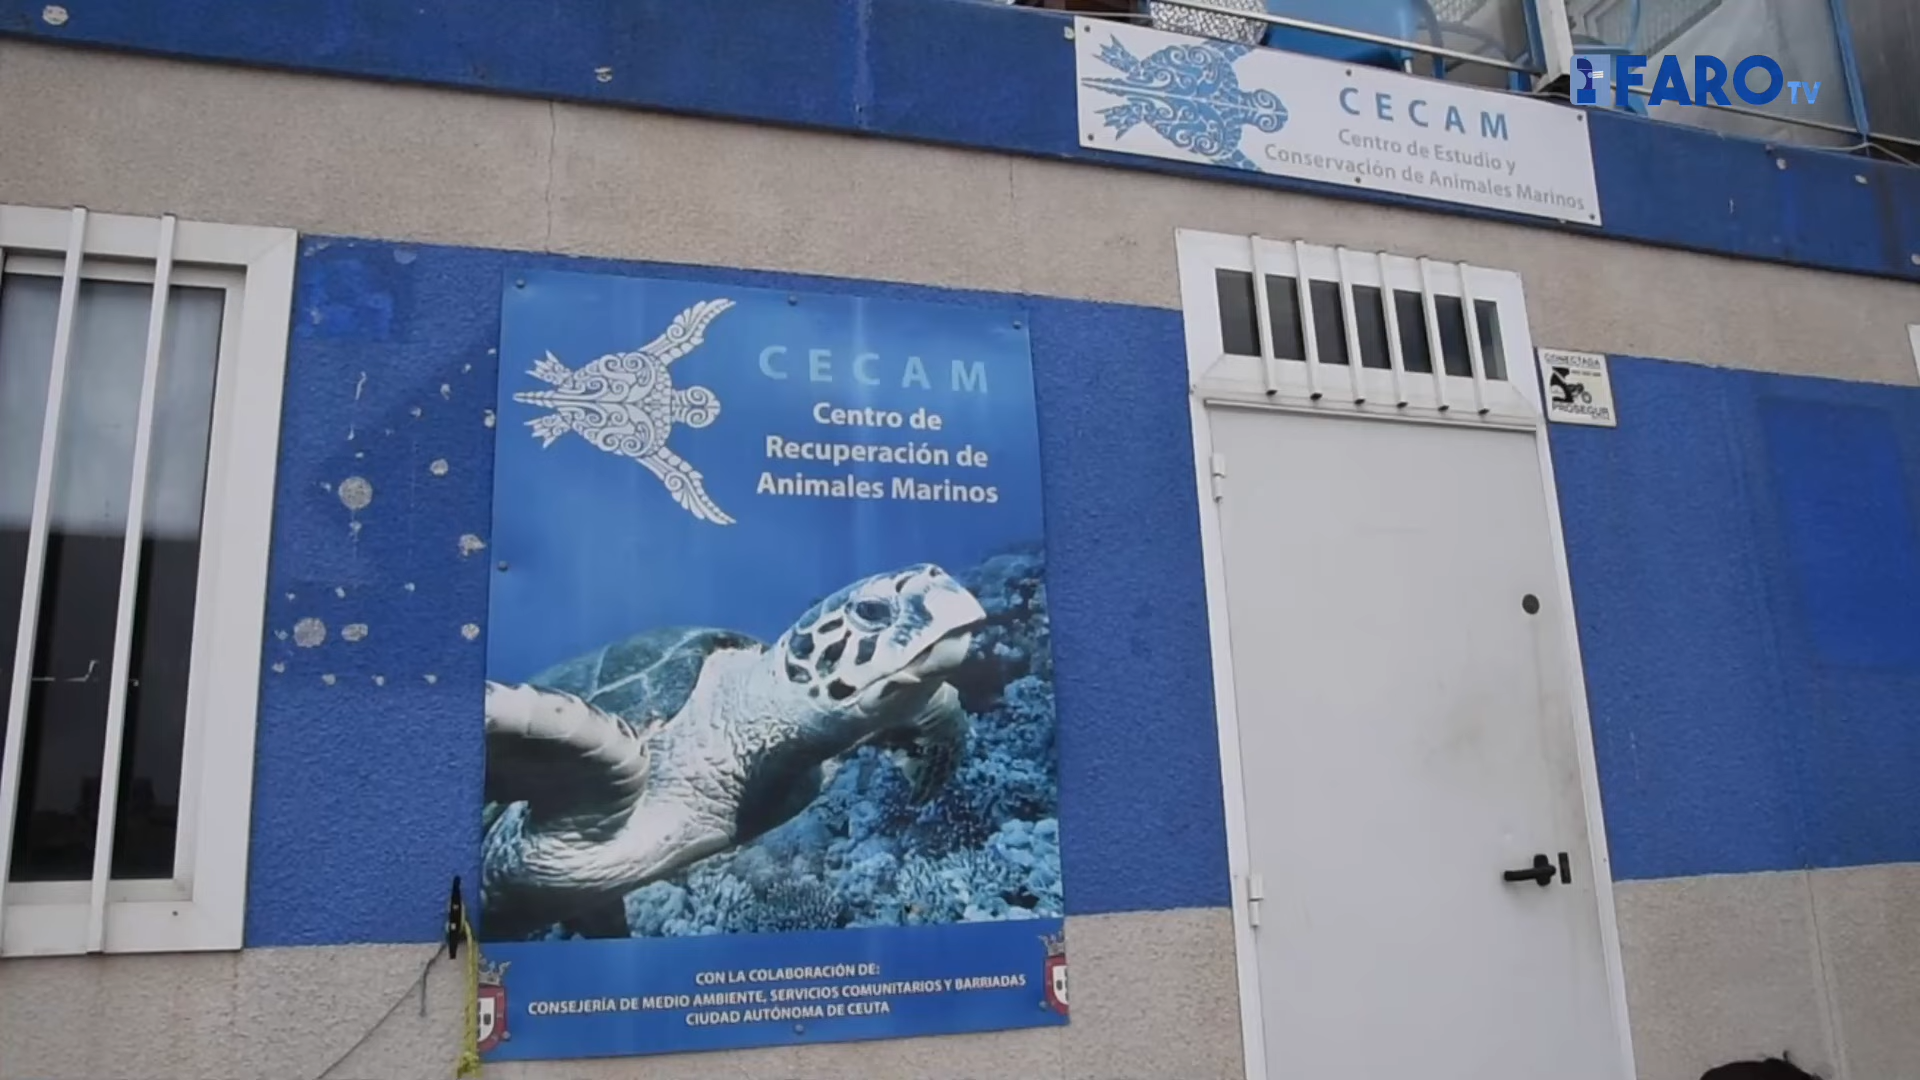 FARO TV
CECAM
Centro de Estudio y
Conservación de Animales Marinos
CECAM
Centro de
Recuperación de
Animales Marinos
CONECTADA
PROSEGUR
CON LA COLABORACIÓN DE:
CONSEJERÍA DE MEDIO AMBIENTE, SERVICIOS COMUNITARIOS Y BARRIADAS
CIUDAD AUTÓNOMA DE CEUTA